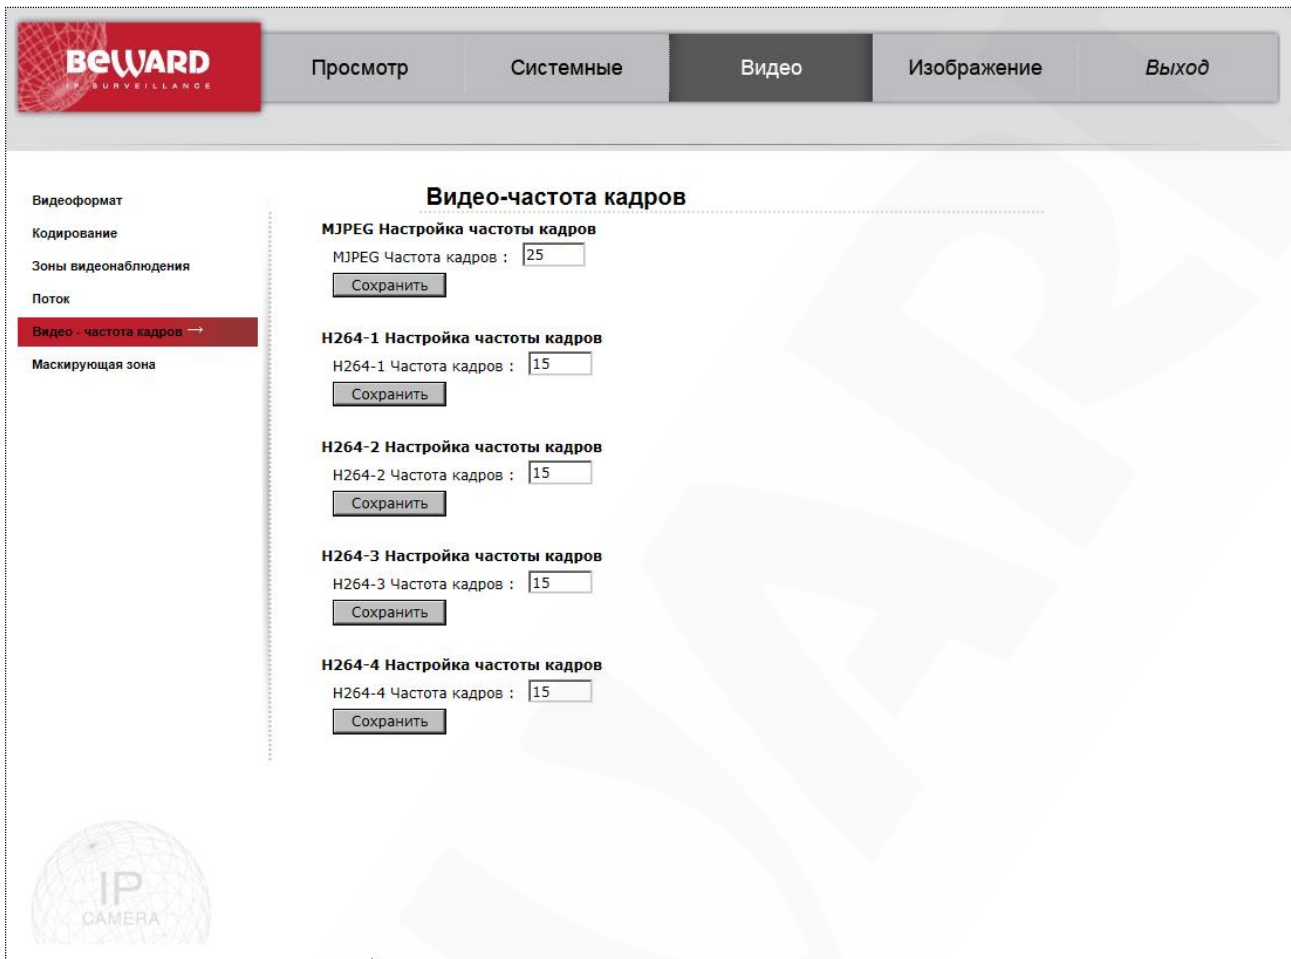 BEWARD
IP SURVEILLANCE
Просмотр
Системные
Видео
Изображение
Выход
Видеоформат
Кодирование
Зоны видеонаблюдения
Поток
Видео - частота кадров →
Маскирующая зона
Видео-частота кадров
MJPEG Настройка частоты кадров
MJPEG Частота кадров : 25
Сохранить
H264-1 Настройка частоты кадров
H264-1 Частота кадров : 15
Сохранить
H264-2 Настройка частоты кадров
H264-2 Частота кадров : 15
Сохранить
H264-3 Настройка частоты кадров
H264-3 Частота кадров : 15
Сохранить
H264-4 Настройка частоты кадров
H264-4 Частота кадров : 15
Сохранить
IP
CAMERA